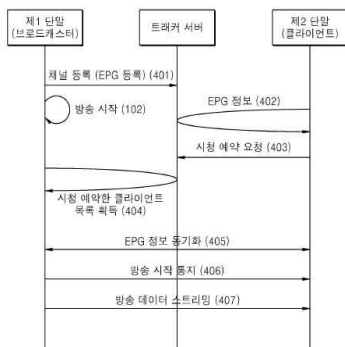 제1 단말
(브로드캐스터)
트래커 서버
제2 단말
(클라이언트)
채널 등록 (EPG 등록) (401)
방송 시작 (102)
EPG 정보 (402)
시청 예약 요청 (403)
시청 예약한 클라이언트
목록 획득 (404)
EPG 정보 동기화 (405)
방송 시작 통지 (406)
방송 데이터 스트리밍 (407)